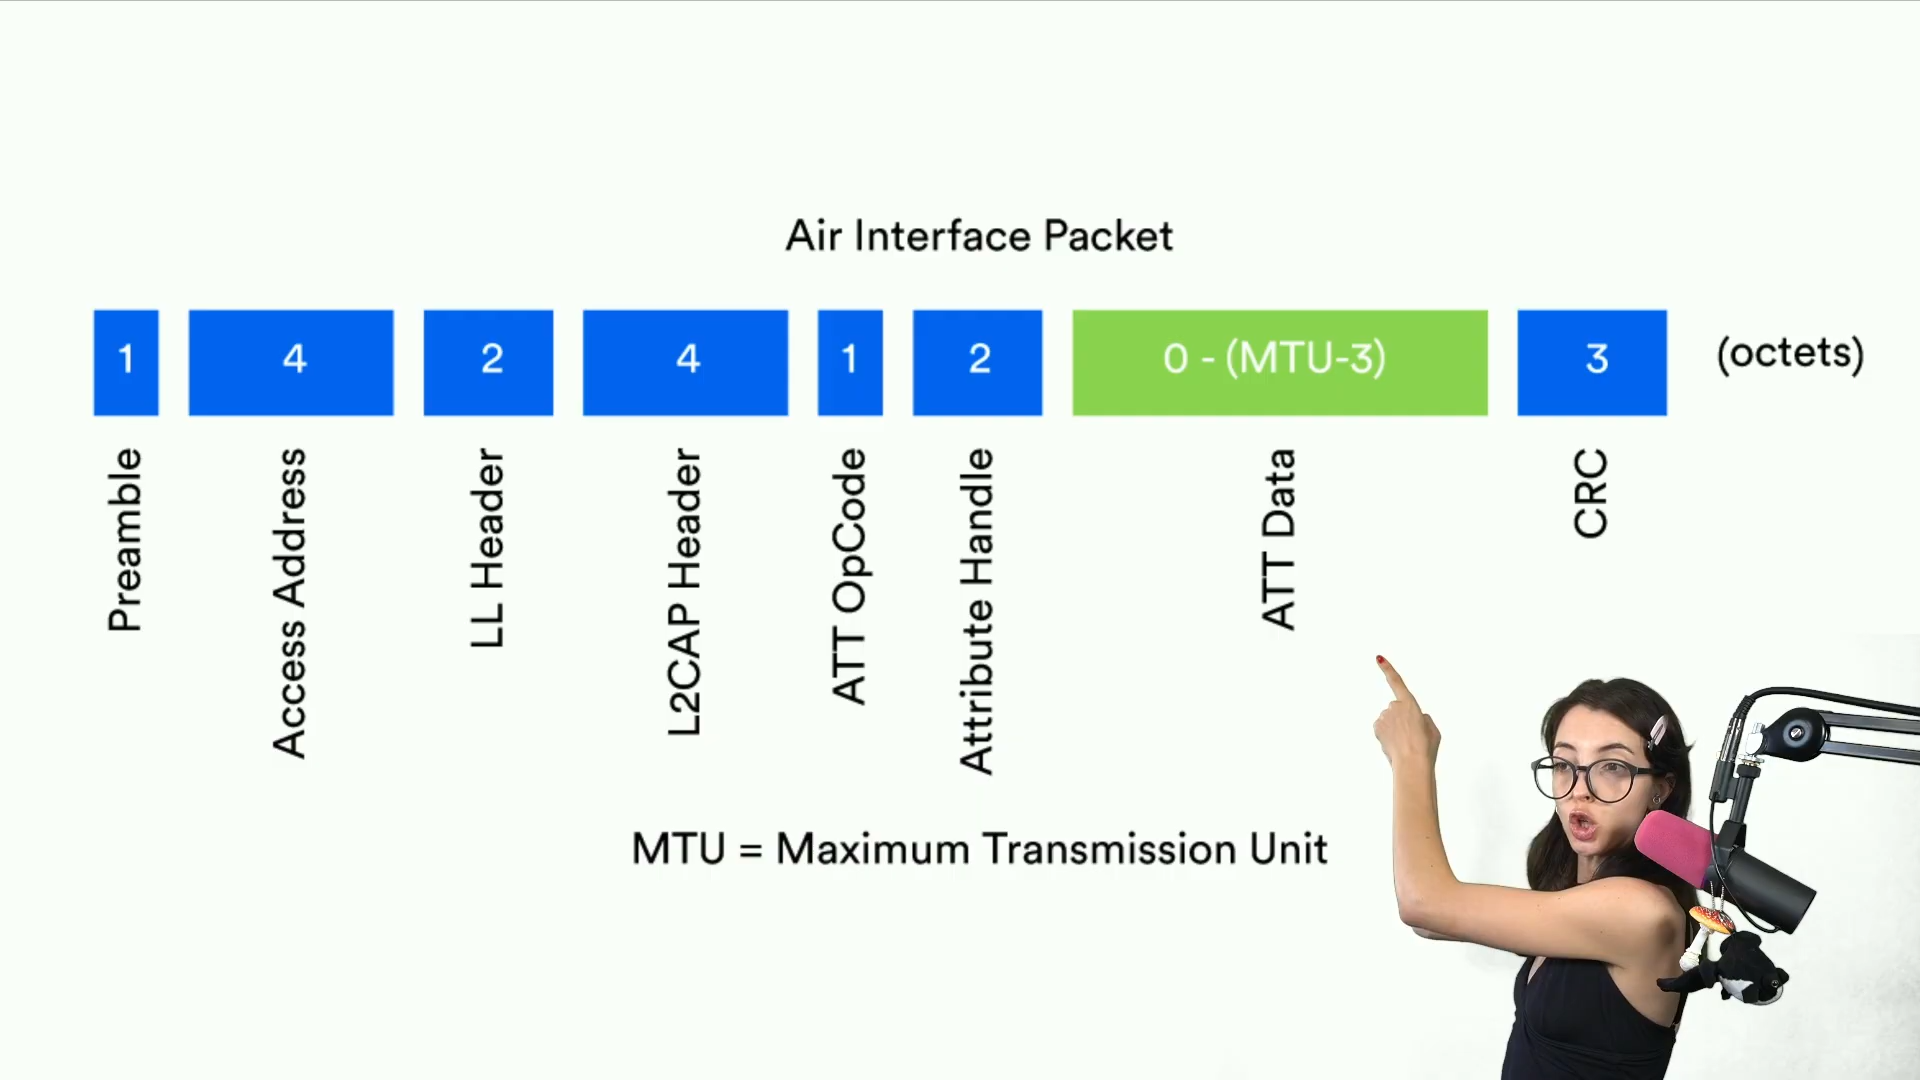 Air Interface Packet
1 4 2 4 1 2 0 - (MTU-3) 3 (octets)
Preamble
Access Address
LL Header
L2CAP Header
ATT OpCode
Attribute Handle
ATT Data
CRC
MTU = Maximum Transmission Unit